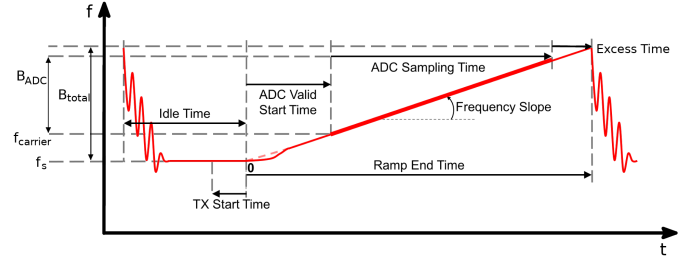 f
Excess Time
B_ADC
ADC Sampling Time
B_total
ADC Valid
Start Time
Idle Time
Frequency Slope
f_carrier
f_s
0
Ramp End Time
TX Start Time
t